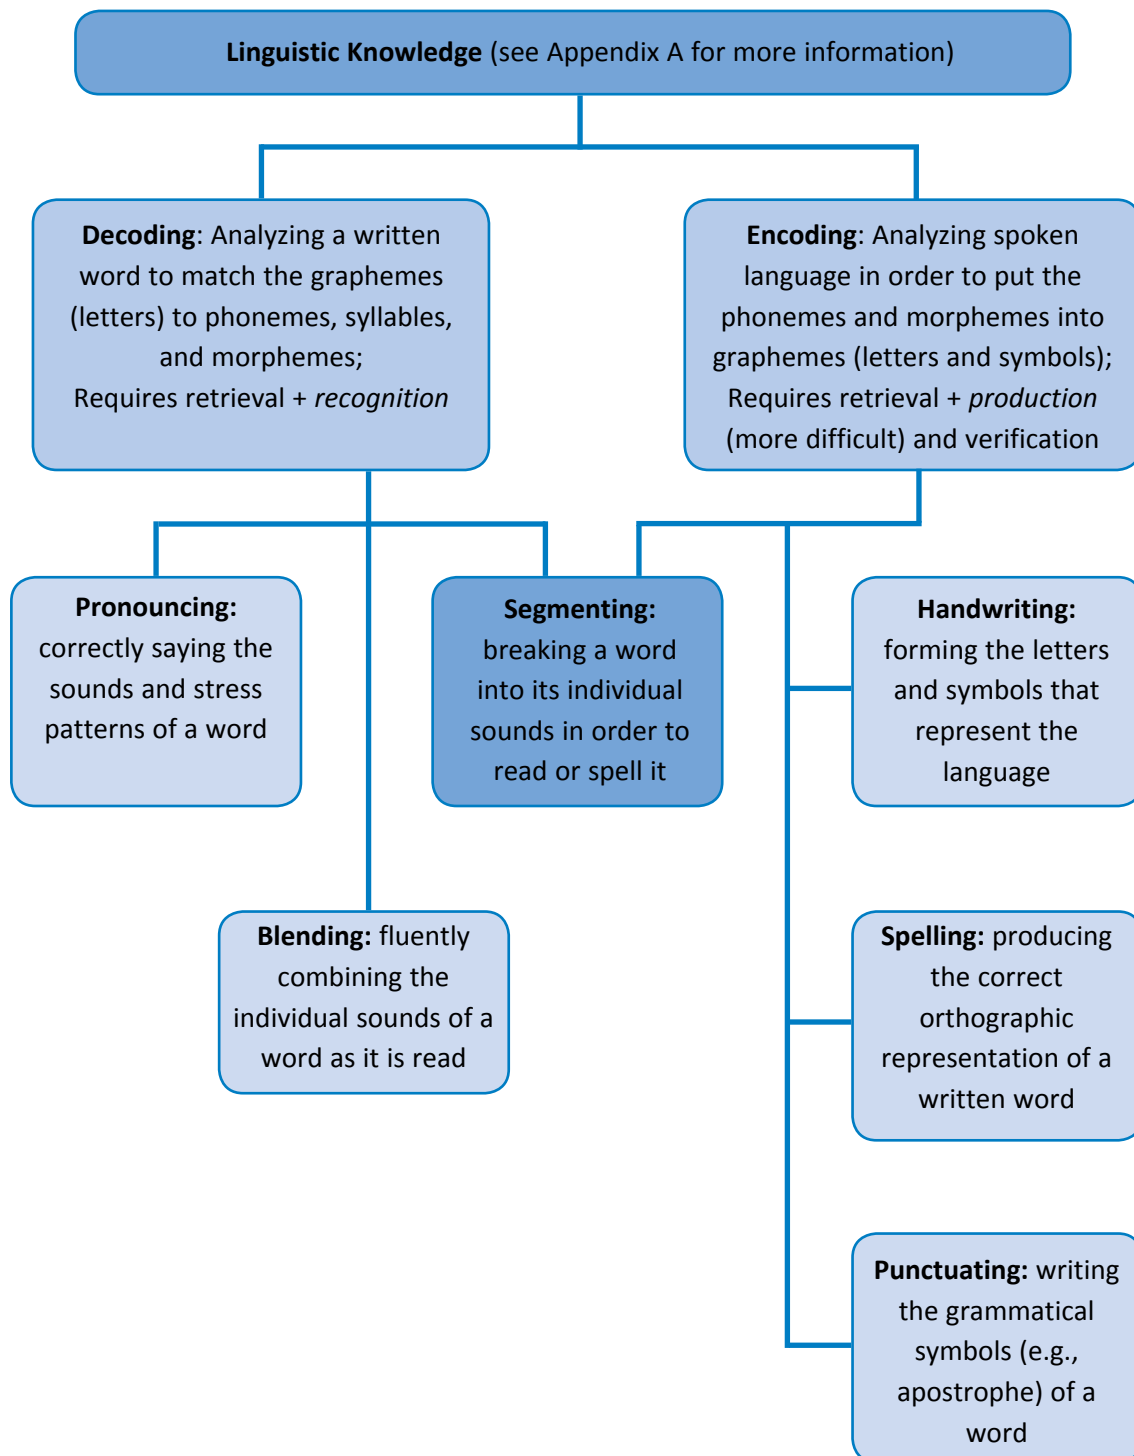 Linguistic Knowledge (see Appendix A for more information)
Decoding: Analyzing a written
word to match the graphemes
(letters) to phonemes, syllables,
and morphemes;
Requires retrieval + recognition
Encoding: Analyzing spoken
language in order to put the
phonemes and morphemes into
graphemes (letters and symbols);
Requires retrieval + production
(more difficult) and verification
Pronouncing:
correctly saying the
sounds and stress
patterns of a word
Segmenting:
breaking a word
into its individual
sounds in order to
read or spell it
Handwriting:
forming the letters
and symbols that
represent the
language
Blending: fluently
combining the
individual sounds of a
word as it is read
Spelling: producing
the correct
orthographic
representation of a
written word
Punctuating: writing
the grammatical
symbols (e.g.,
apostrophe) of a
word